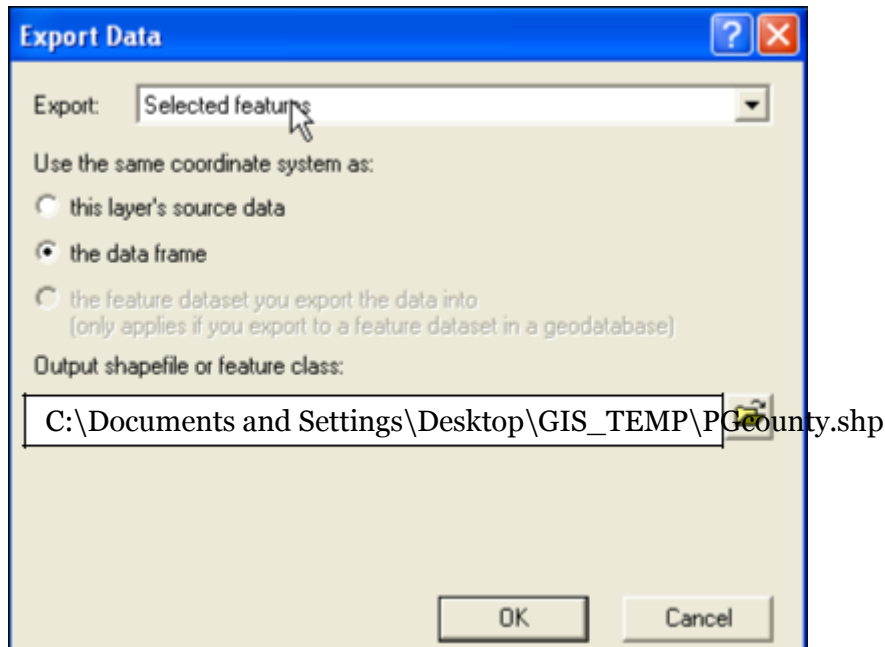 Export Data
Export: Selected features
Use the same coordinate system as:
this layer's source data
the data frame
the feature dataset you export the data into
(only applies if you export to a feature dataset in a geodatabase)
Output shapefile or feature class:
C:\Documents and Settings\Desktop\GIS_TEMP\PGcounty.shp
OK Cancel